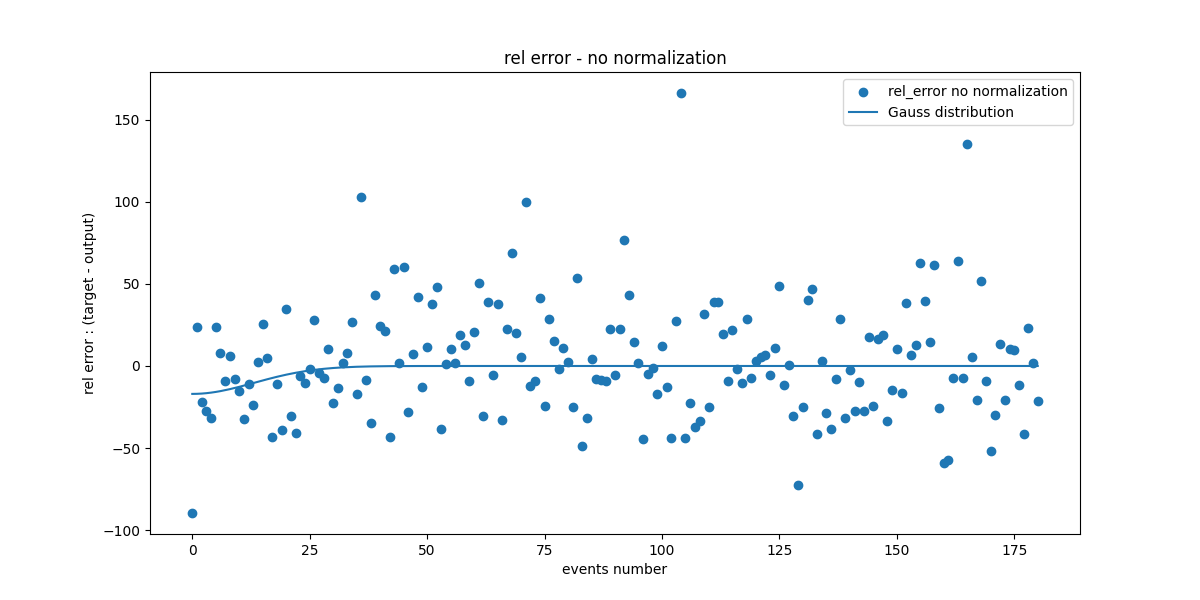 rel error - no normalization
rel_error no normalization
Gauss distribution
rel error : (target - output)
150
100
50
0
−50
−100
0
25
50
75
100
125
150
175
events number